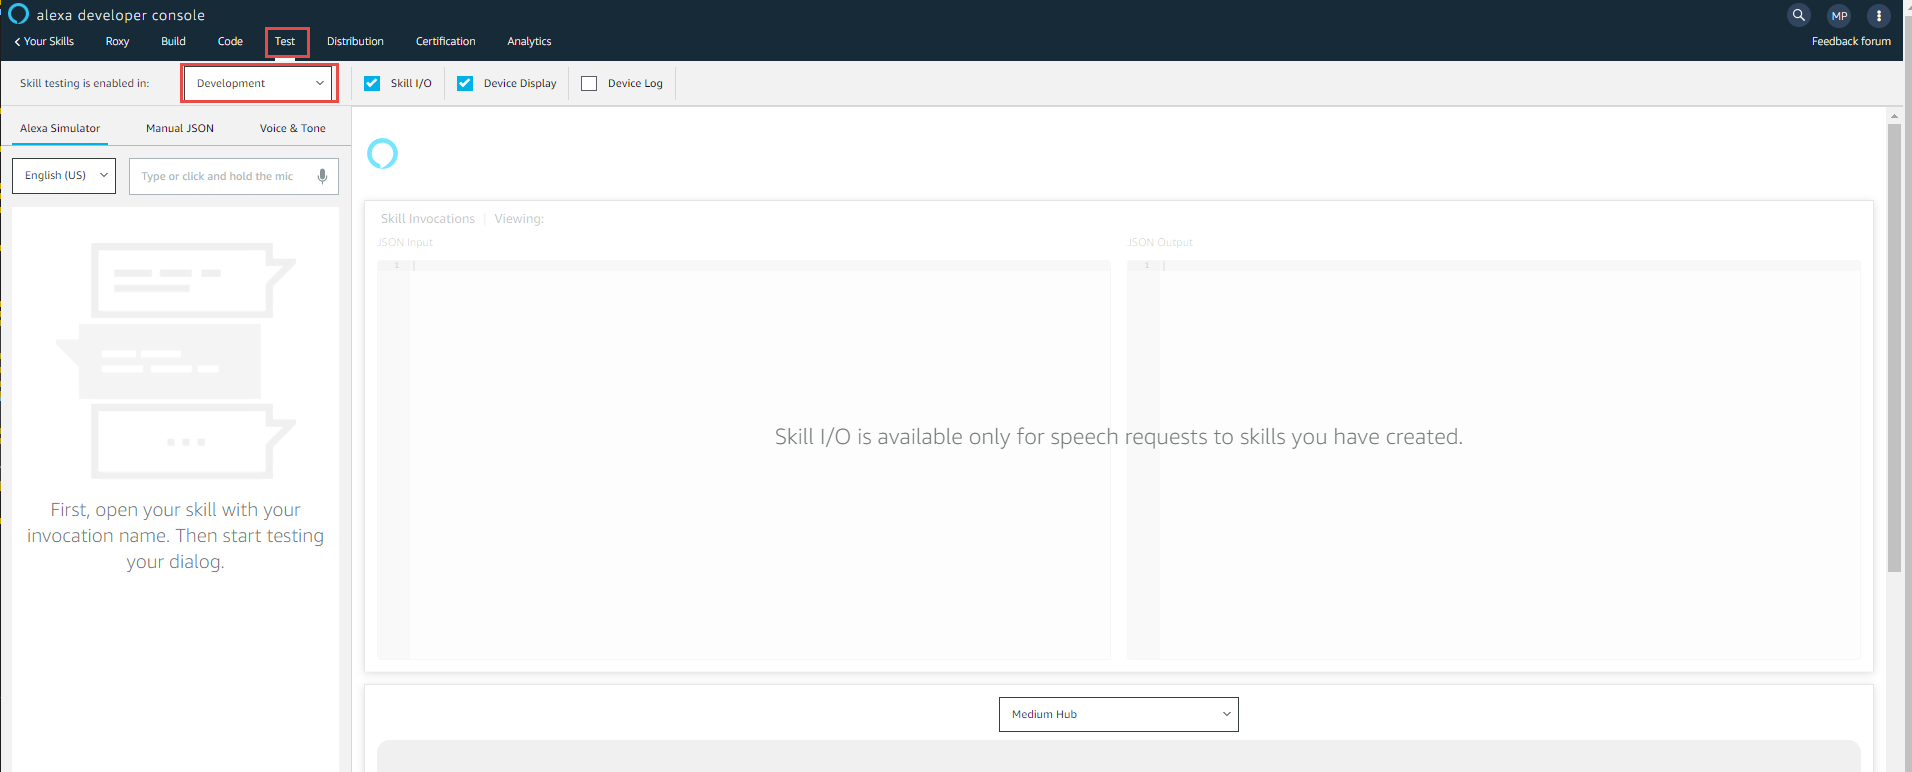 alexa developer console
MP
Your Skills Roxy Build Code Test Distribution Certification Analytics Feedback forum
Skill testing is enabled in: Development Skill I/O Device Display Device Log
Alexa Simulator Manual JSON Voice & Tone
English (US) Type or click and hold the mic
Skill Invocations Viewing:
JSON Input JSON Output
1 1
Skill I/O is available only for speech requests to skills you have created.
First, open your skill with your
invocation name. Then start testing
your dialog.
Medium Hub